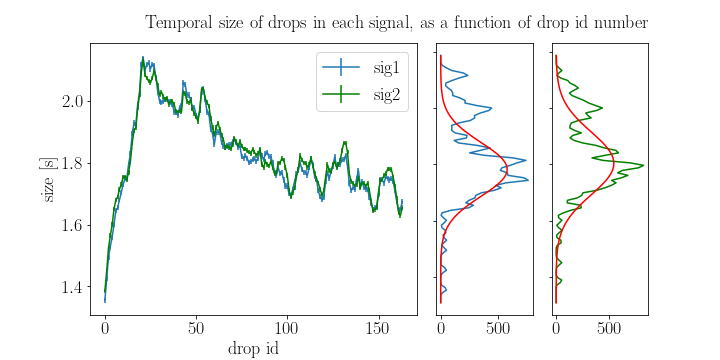 Temporal size of drops in each signal, as a function of drop id number
sig1
sig2
2.0
1.8
1.6
1.4
size [s]
0
50
100
150
drop id
0
500
0
500